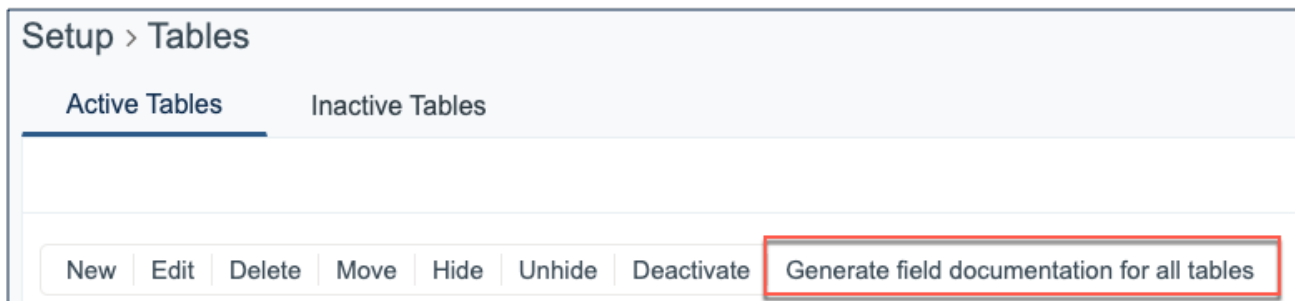 Setup > Tables
Active Tables Inactive Tables
New Edit Delete Move Hide Unhide Deactivate Generate field documentation for all tables